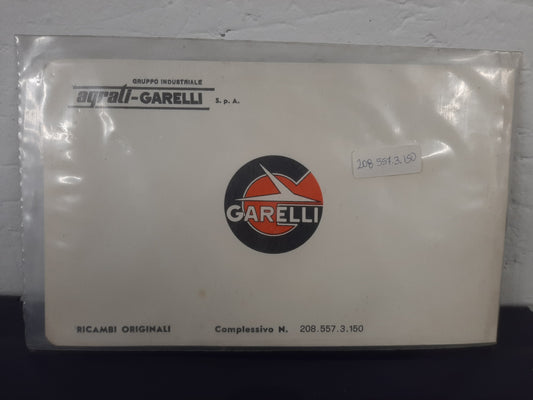 GRUPPO INDUSTRIALE
agrati-GARELLI S. p. A.
208.557.3.150
GARELLI
RICAMBI ORIGINALI Complessivo N. 208.557.3.150